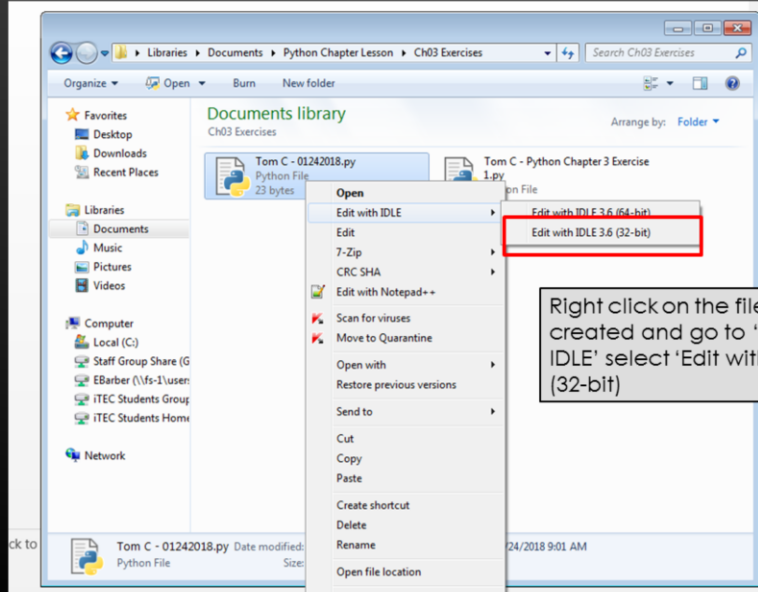 Libraries Documents Python Chapter Lesson Ch03 Exercises
Search Ch03 Exercises
Organize Open Burn New folder
Favorites
Desktop
Downloads
Recent Places
Libraries
Documents
Music
Pictures
Videos
Computer
Local (C:)
Staff Group Share (G
EBarber (\\fs-1\user
iTEC Students Group
iTEC Students Home
Network
Documents library
Ch03 Exercises
Arrange by: Folder
Tom C - 01242018.py
Python File
23 bytes
Tom C - Python Chapter 3 Exercise
1.py
on File
Open
Edit with IDLE
Edit
7-Zip
CRC SHA
Edit with Notepad++
Scan for viruses
Move to Quarantine
Open with
Restore previous versions
Send to
Cut
Copy
Paste
Create shortcut
Delete
Rename
Open file location
Edit with IDLE 3.6 (64-bit)
Edit with IDLE 3.6 (32-bit)
Right click on the file
created and go to '
IDLE' select 'Edit with
(32-bit)
ck to
Tom C - 01242018.py Date modified: /24/2018 9:01 AM
Python File Size: